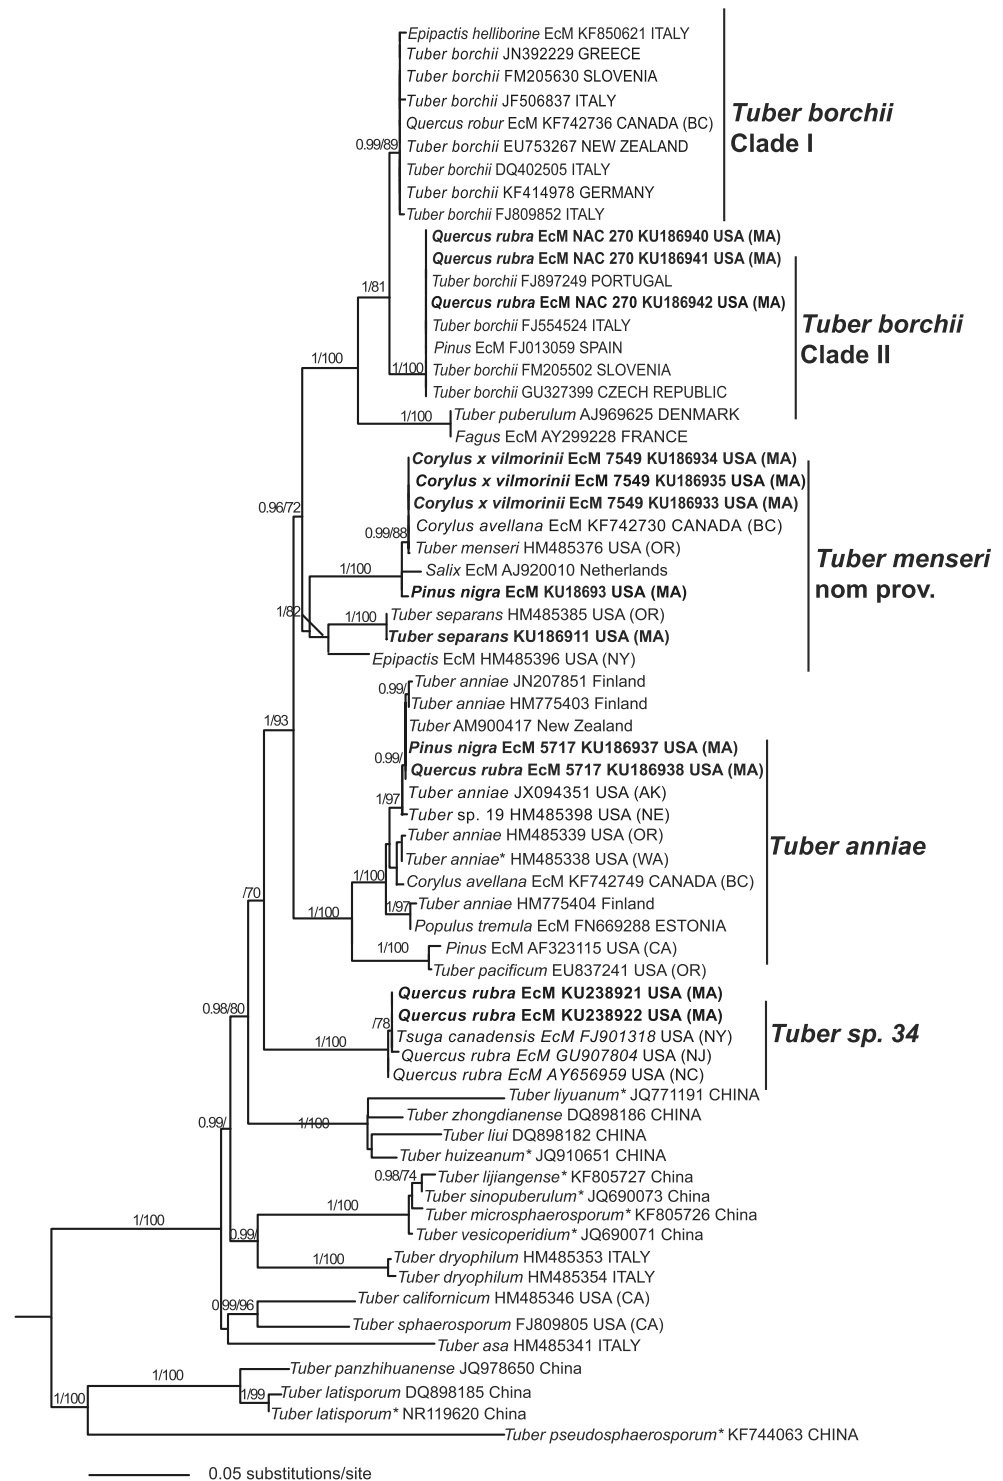 Epipactis helliborine EcM KF850621 ITALY
Tuber borchii JN392229 GREECE
Tuber borchii FM205630 SLOVENIA
Tuber borchii JF506837 ITALY
Tuber borchii
Quercus robur EcM KF742736 CANADA (BC)
Clade I
0.99/89
Tuber borchii EU753267 NEW ZEALAND
Tuber borchii DQ402505 ITALY
Tuber borchii KF414978 GERMANY
Tuber borchii FJ809852 ITALY
Quercus rubra EcM NAC 270 KU186940 USA (MA)
Quercus rubra EcM NAC 270 KU186941 USA (MA)
Tuber borchii FJ897249 PORTUGAL
1/81
Quercus rubra EcM NAC 270 KU186942 USA (MA)
Tuber borchii FJ554524 ITALY
Tuber borchii
Clade II
Pinus EcM FJ013059 SPAIN
1/100
1/100
Tuber borchii FM205502 SLOVENIA
Tuber borchii GU327399 CZECH REPUBLIC
1/100
Tuber puberulum AJ969625 DENMARK
Fagus EcM AY299228 FRANCE
Corylus x vilmorinii EcM 7549 KU186934 USA (MA)
Corylus x vilmorinii EcM 7549 KU186935 USA (MA)
Corylus x vilmorinii EcM 7549 KU186933 USA (MA)
0.96/72
Corylus avellana EcM KF742730 CANADA (BC)
0.99/88
Tuber menseri HM485376 USA (OR)
Tuber menseri
nom prov.
1/100
Salix EcM AJ920010 Netherlands
Pinus nigra EcM KU18693 USA (MA)
1/82
1/100
Tuber separans HM485385 USA (OR)
Tuber separans KU186911 USA (MA)
Epipactis EcM HM485396 USA (NY)
0.99/
Tuber anniae JN207851 Finland
Tuber anniae HM775403 Finland
1/93
Tuber AM900417 New Zealand
Pinus nigra EcM 5717 KU186937 USA (MA)
0.99/
Quercus rubra EcM 5717 KU186938 USA (MA)
Tuber anniae JX094351 USA (AK)
1/97
Tuber sp. 19 HM485398 USA (NE)
Tuber anniae HM485339 USA (OR)
Tuber anniae
Tuber anniae* HM485338 USA (WA)
1/100
Corylus avellana EcM KF742749 CANADA (BC)
/70
1/97
Tuber anniae HM775404 Finland
1/100
Populus tremula EcM FN669288 ESTONIA
1/100
Pinus EcM AF323115 USA (CA)
Tuber pacificum EU837241 USA (OR)
Quercus rubra EcM KU238921 USA (MA)
0.98/80
Quercus rubra EcM KU238922 USA (MA)
/78
Tuber sp. 34
1/100
Tsuga canadensis EcM FJ901318 USA (NY)
Quercus rubra EcM GU907804 USA (NJ)
Quercus rubra EcM AY656959 USA (NC)
Tuber liyuanum* JQ771191 CHINA
Tuber zhongdianense DQ898186 CHINA
0.99/
1/100
Tuber liui DQ898182 CHINA
Tuber huizeanum* JQ910651 CHINA
0.98/74
Tuber lijiangense* KF805727 China
Tuber sinopuberulum* JQ690073 China
1/100
Tuber microsphaerosporum* KF805726 China
1/100
0.99/
Tuber vesicoperidium* JQ690071 China
1/100
Tuber dryophilum HM485353 ITALY
Tuber dryophilum HM485354 ITALY
0.99/96
Tuber californicum HM485346 USA (CA)
Tuber sphaerosporum FJ809805 USA (CA)
Tuber asa HM485341 ITALY
1/100
Tuber panzhihuanense JQ978650 China
1/100
1/99
Tuber latisporum DQ898185 China
Tuber latisporum* NR119620 China
Tuber pseudosphaerosporum* KF744063 CHINA
0.05 substitutions/site